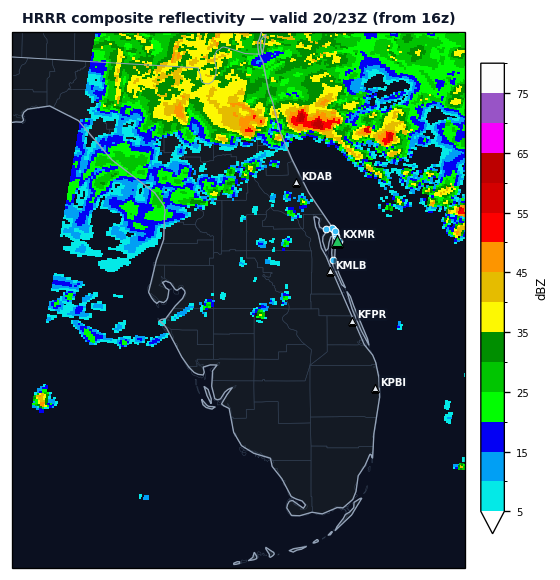 HRRR composite reflectivity — valid 20/23Z (from 16z)
KDAB
KXMR
KMLB
KFPR
KPBI
75
65
55
45
35
25
15
5
dBZ